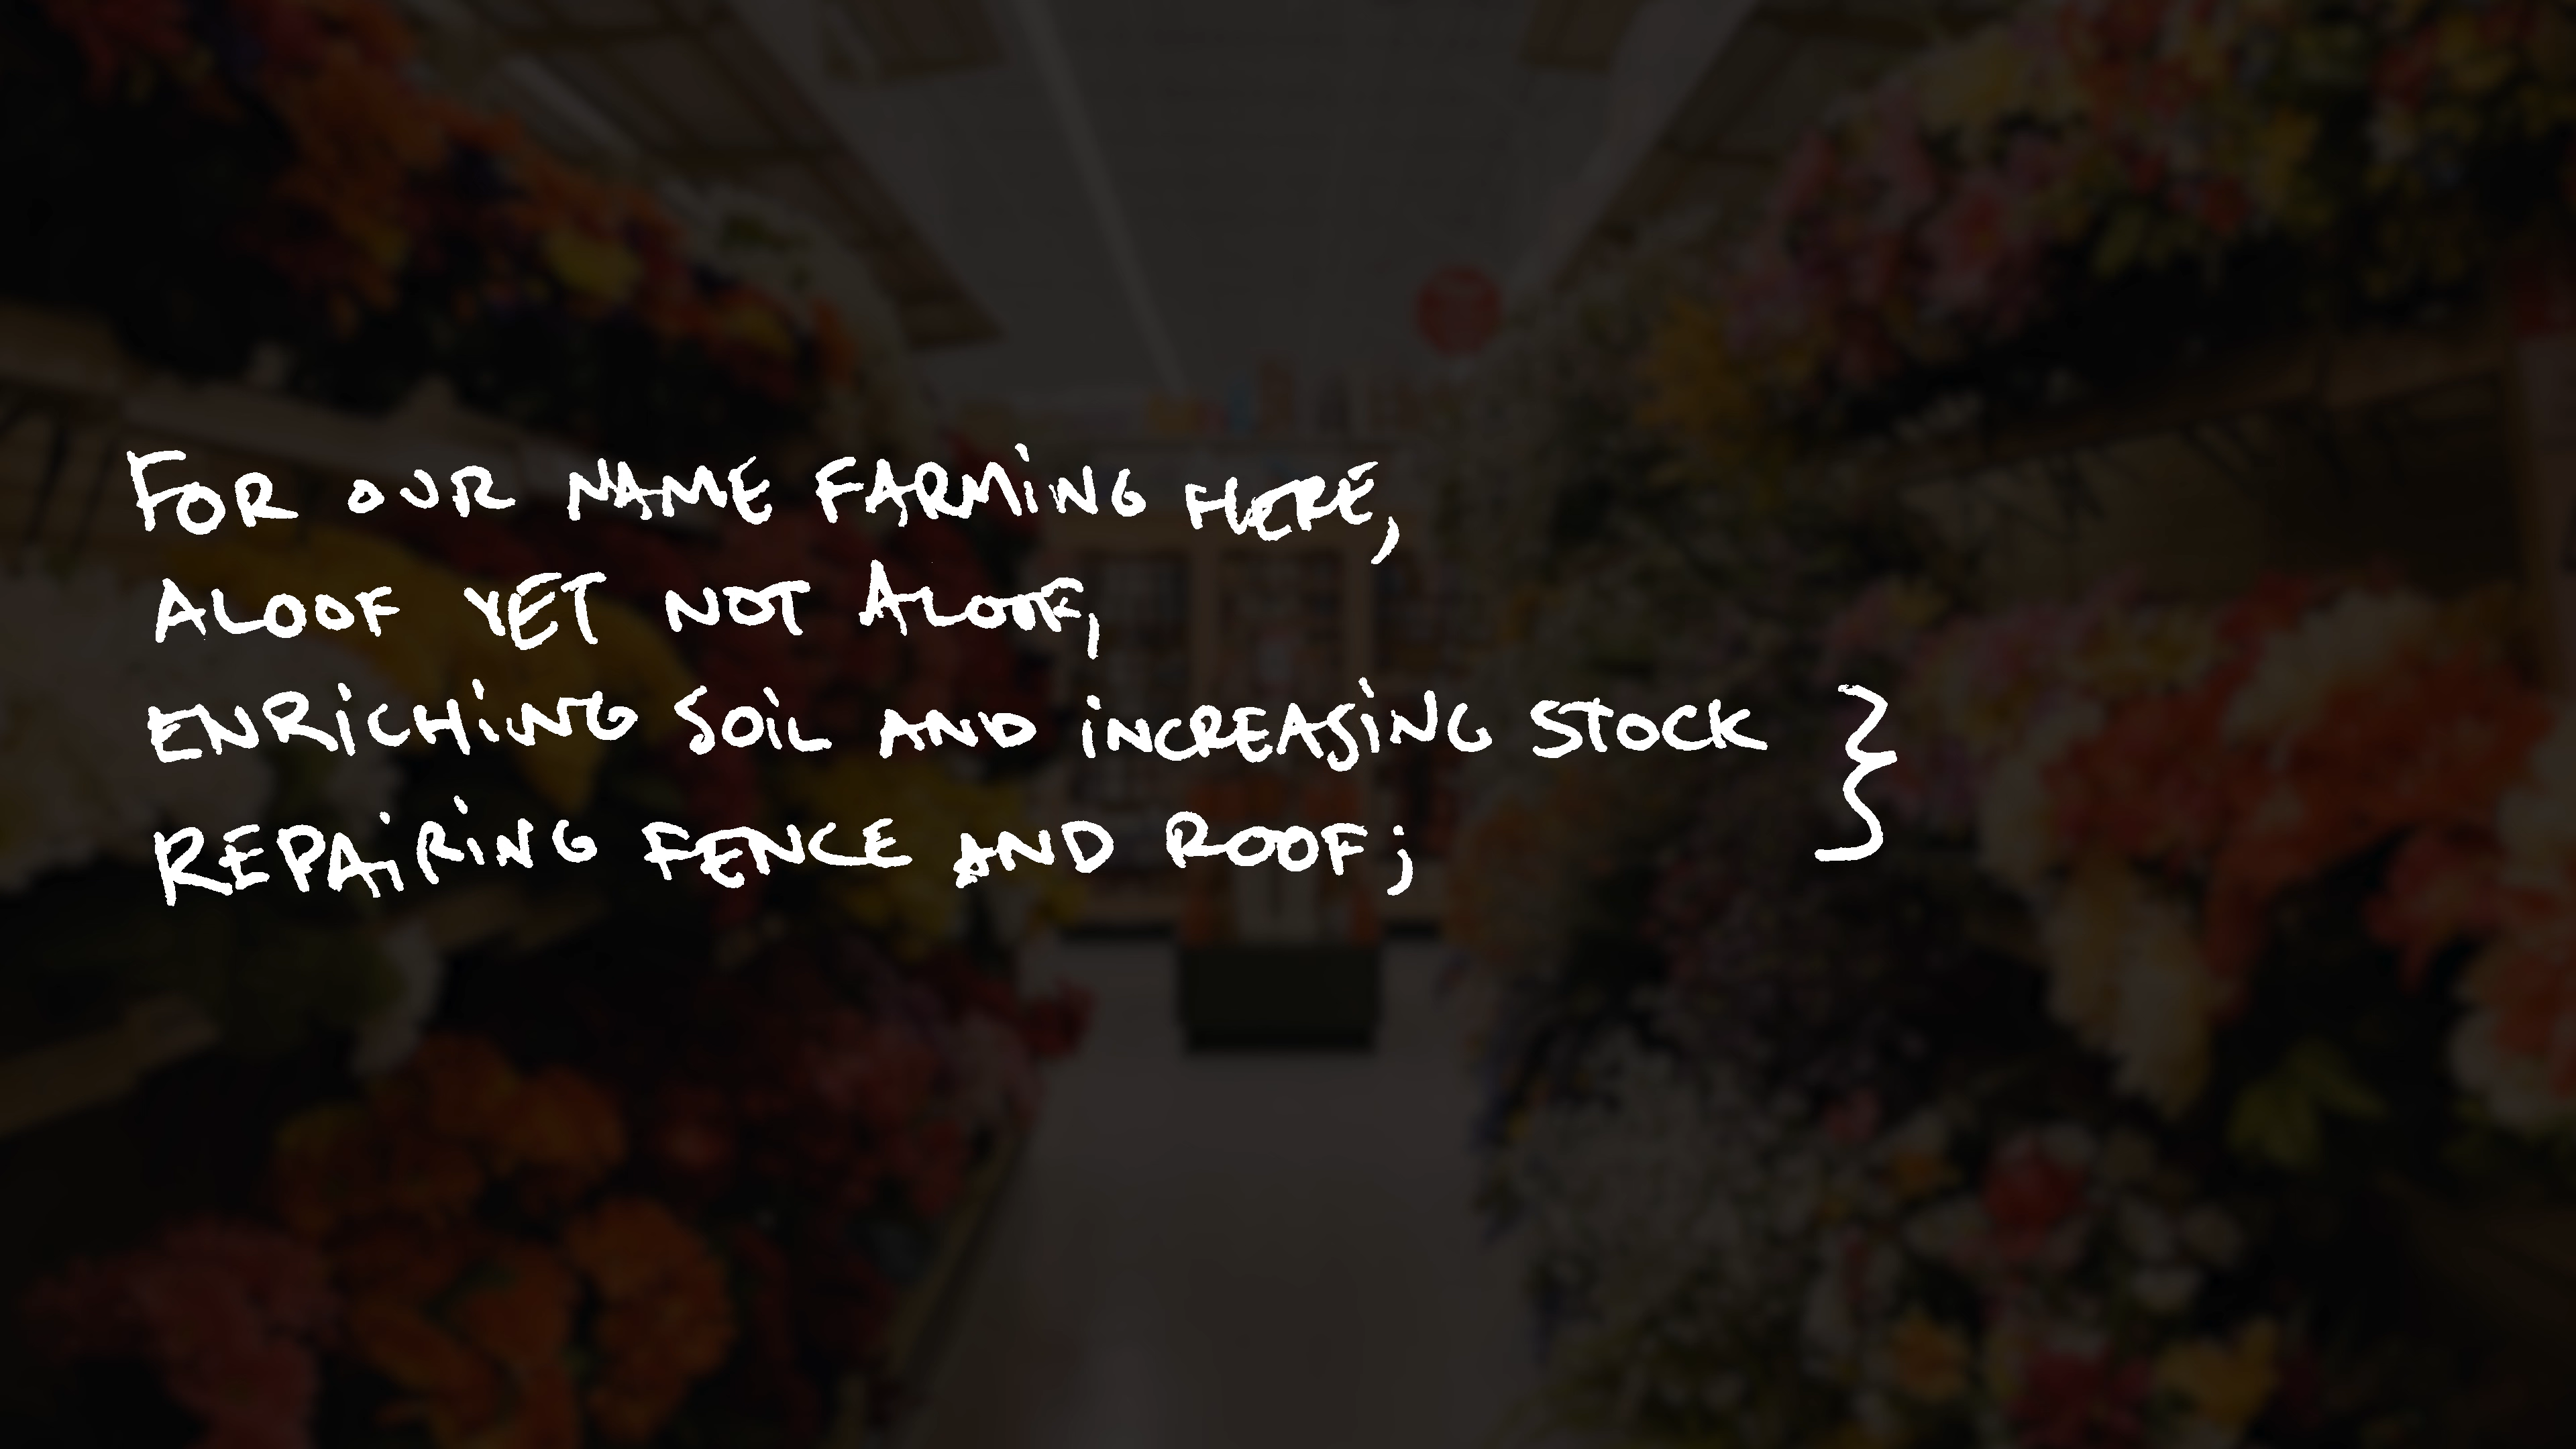 FOR OUR NAME FARMING HERE,
ALOOF YET NOT ALOOF,
ENRICHING SOIL AND INCREASING STOCK }
REPAIRING FENCE AND ROOF;